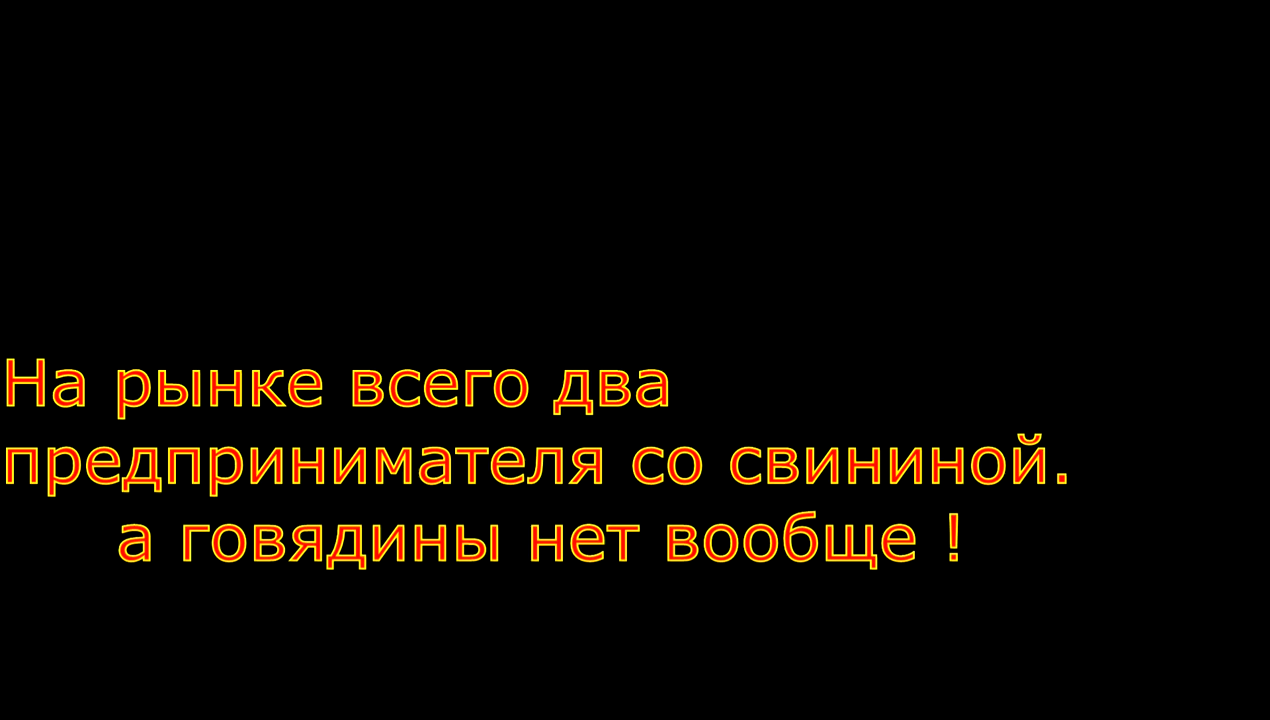 На рынке всего два
предпринимателя со свининой.
а говядины нет вообще !